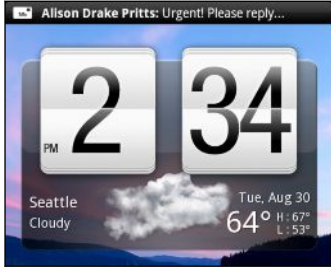 Alison Drake Pritts: Urgent! Please reply...
PM 2 34
Seattle
Cloudy
Tue, Aug 30
64° H: 67°
L: 53°